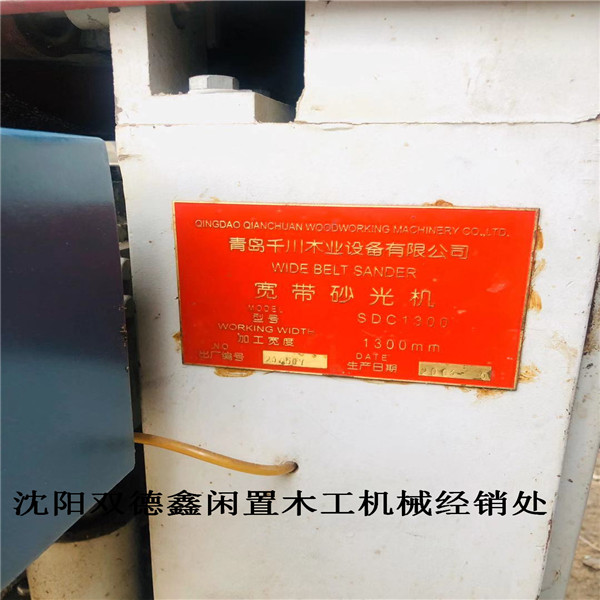 QINGDAO QIANCHUAN WOODWORKING MACHINERY CO.,LTD.
青岛千川木业设备有限公司
WIDE BELT SANDER
宽带砂光机
MODEL
型号 SDC1300
WORKING WIDTH
加工宽度 1300mm
NO DATE
出厂编号 生产日期
沈阳双德鑫闲置木工机械经销处